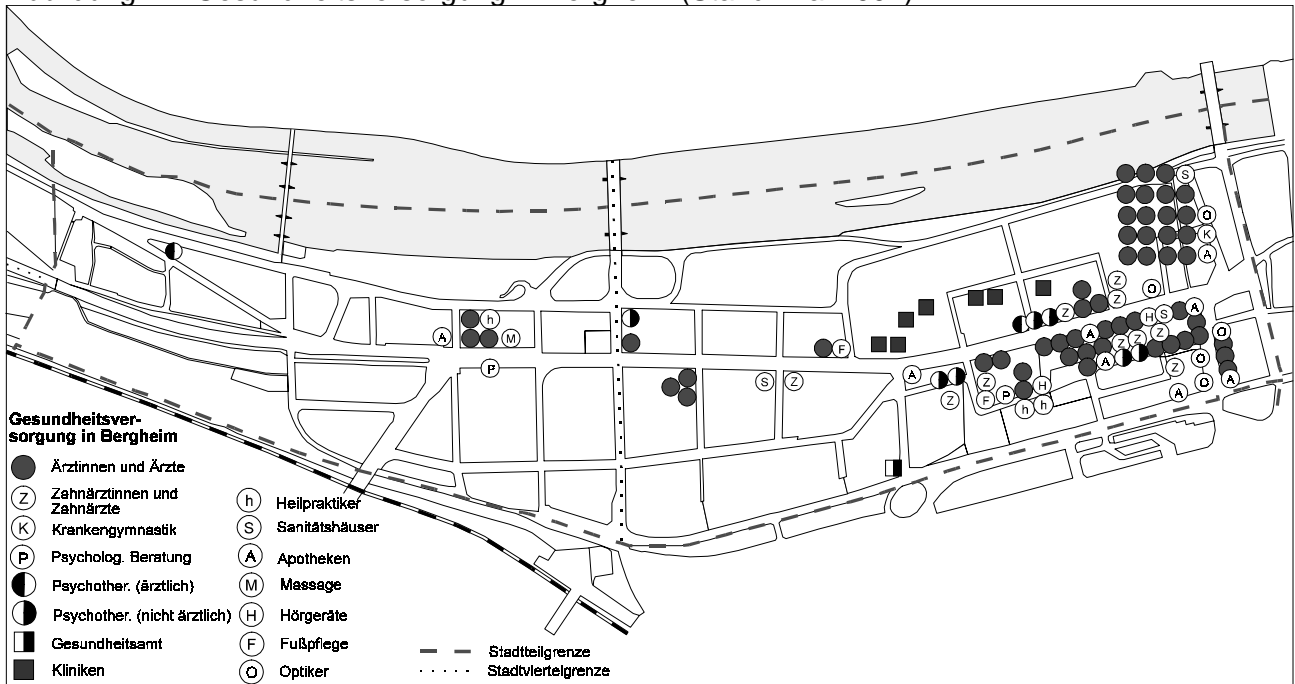 Gesundheitsver-
sorgung in Bergheim
Ärztinnen und Ärzte
Z Zahnärztinnen und
Zahnärzte
K Krankengymnastik
P Psycholog. Beratung
Psychother. (ärztlich)
Psychother. (nicht ärztlich)
Gesundheitsamt
Kliniken
h Heilpraktiker
S Sanitätshäuser
A Apotheken
M Massage
H Hörgeräte
F Fußpflege
O Optiker
Stadtteilgrenze
Stadtviertelgrenze